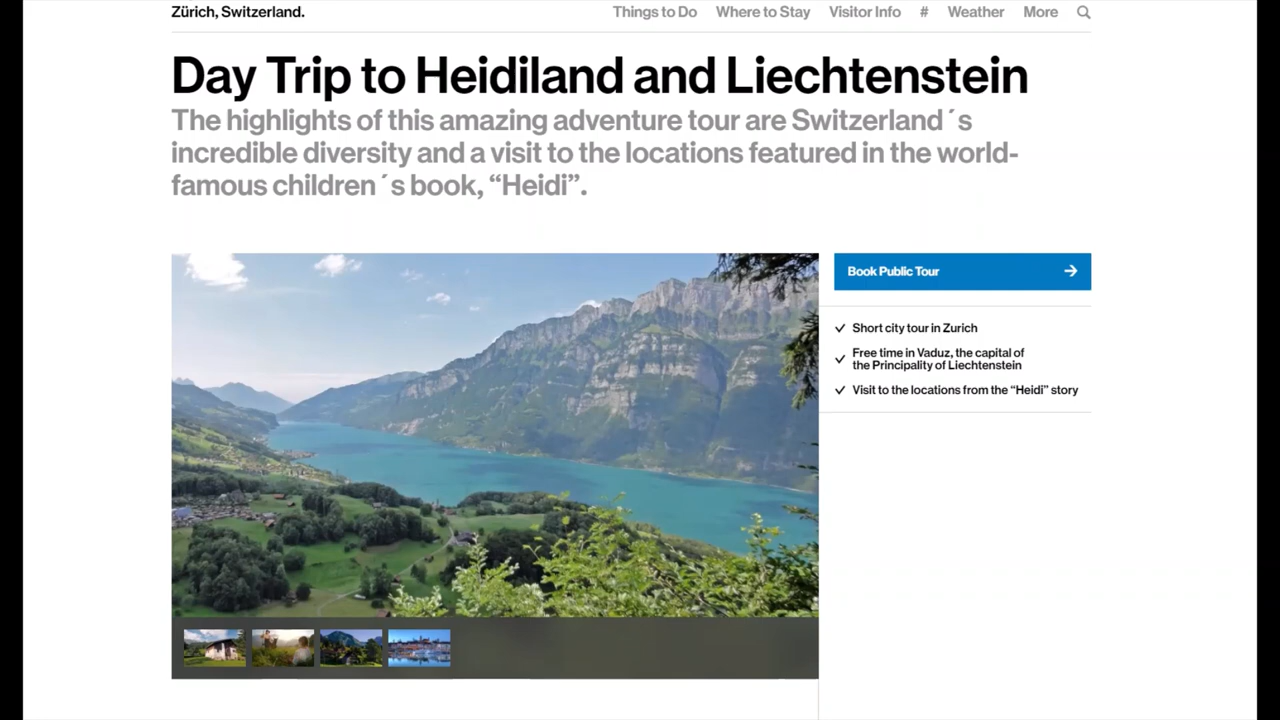 Zürich, Switzerland.
Things to Do Where to Stay Visitor Info # Weather More
Day Trip to Heidiland and Liechtenstein
The highlights of this amazing adventure tour are Switzerland´s
incredible diversity and a visit to the locations featured in the world-
famous children´s book, “Heidi”.
Book Public Tour
Short city tour in Zurich
Free time in Vaduz, the capital of
the Principality of Liechtenstein
Visit to the locations from the “Heidi” story